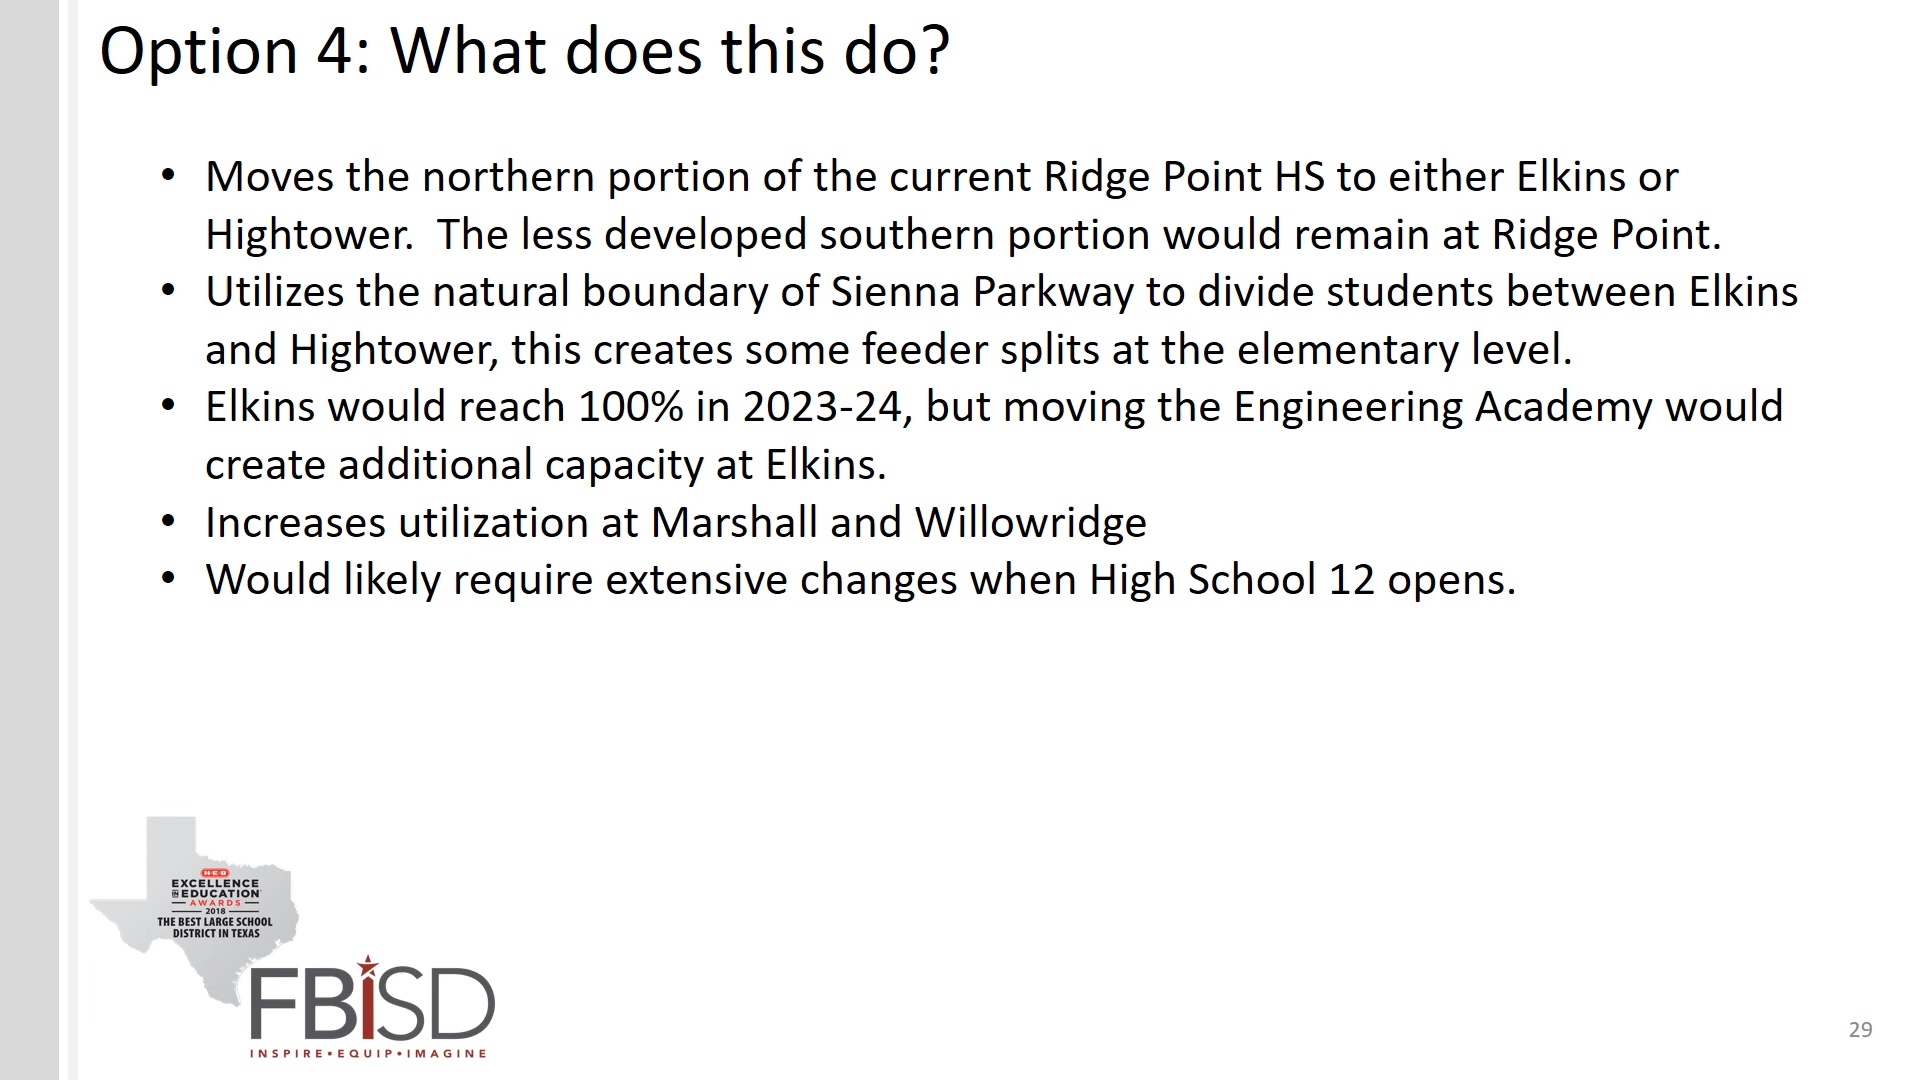 Option 4: What does this do?
• Moves the northern portion of the current Ridge Point HS to either Elkins or
Hightower.  The less developed southern portion would remain at Ridge Point.
• Utilizes the natural boundary of Sienna Parkway to divide students between Elkins
and Hightower, this creates some feeder splits at the elementary level.
• Elkins would reach 100% in 2023-24, but moving the Engineering Academy would
create additional capacity at Elkins.
• Increases utilization at Marshall and Willowridge
• Would likely require extensive changes when High School 12 opens.
H-E-B
EXCELLENCE
IN EDUCATION
AWARDS
2018
THE BEST LARGE SCHOOL
DISTRICT IN TEXAS
FBiSD
INSPIRE•EQUIP•IMAGINE
29